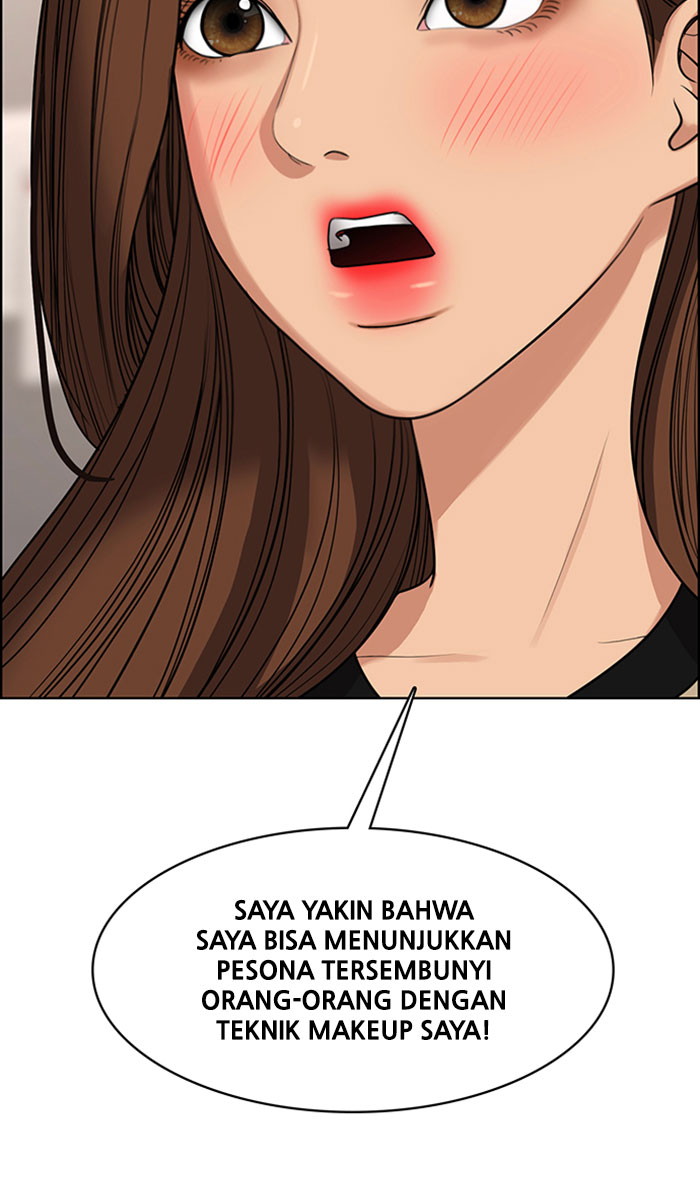 SAYA YAKIN BAHWA
SAYA BISA MENUNJUKKAN
PESONA TERSEMBUNYI
ORANG-ORANG DENGAN
TEKNIK MAKEUP SAYA!